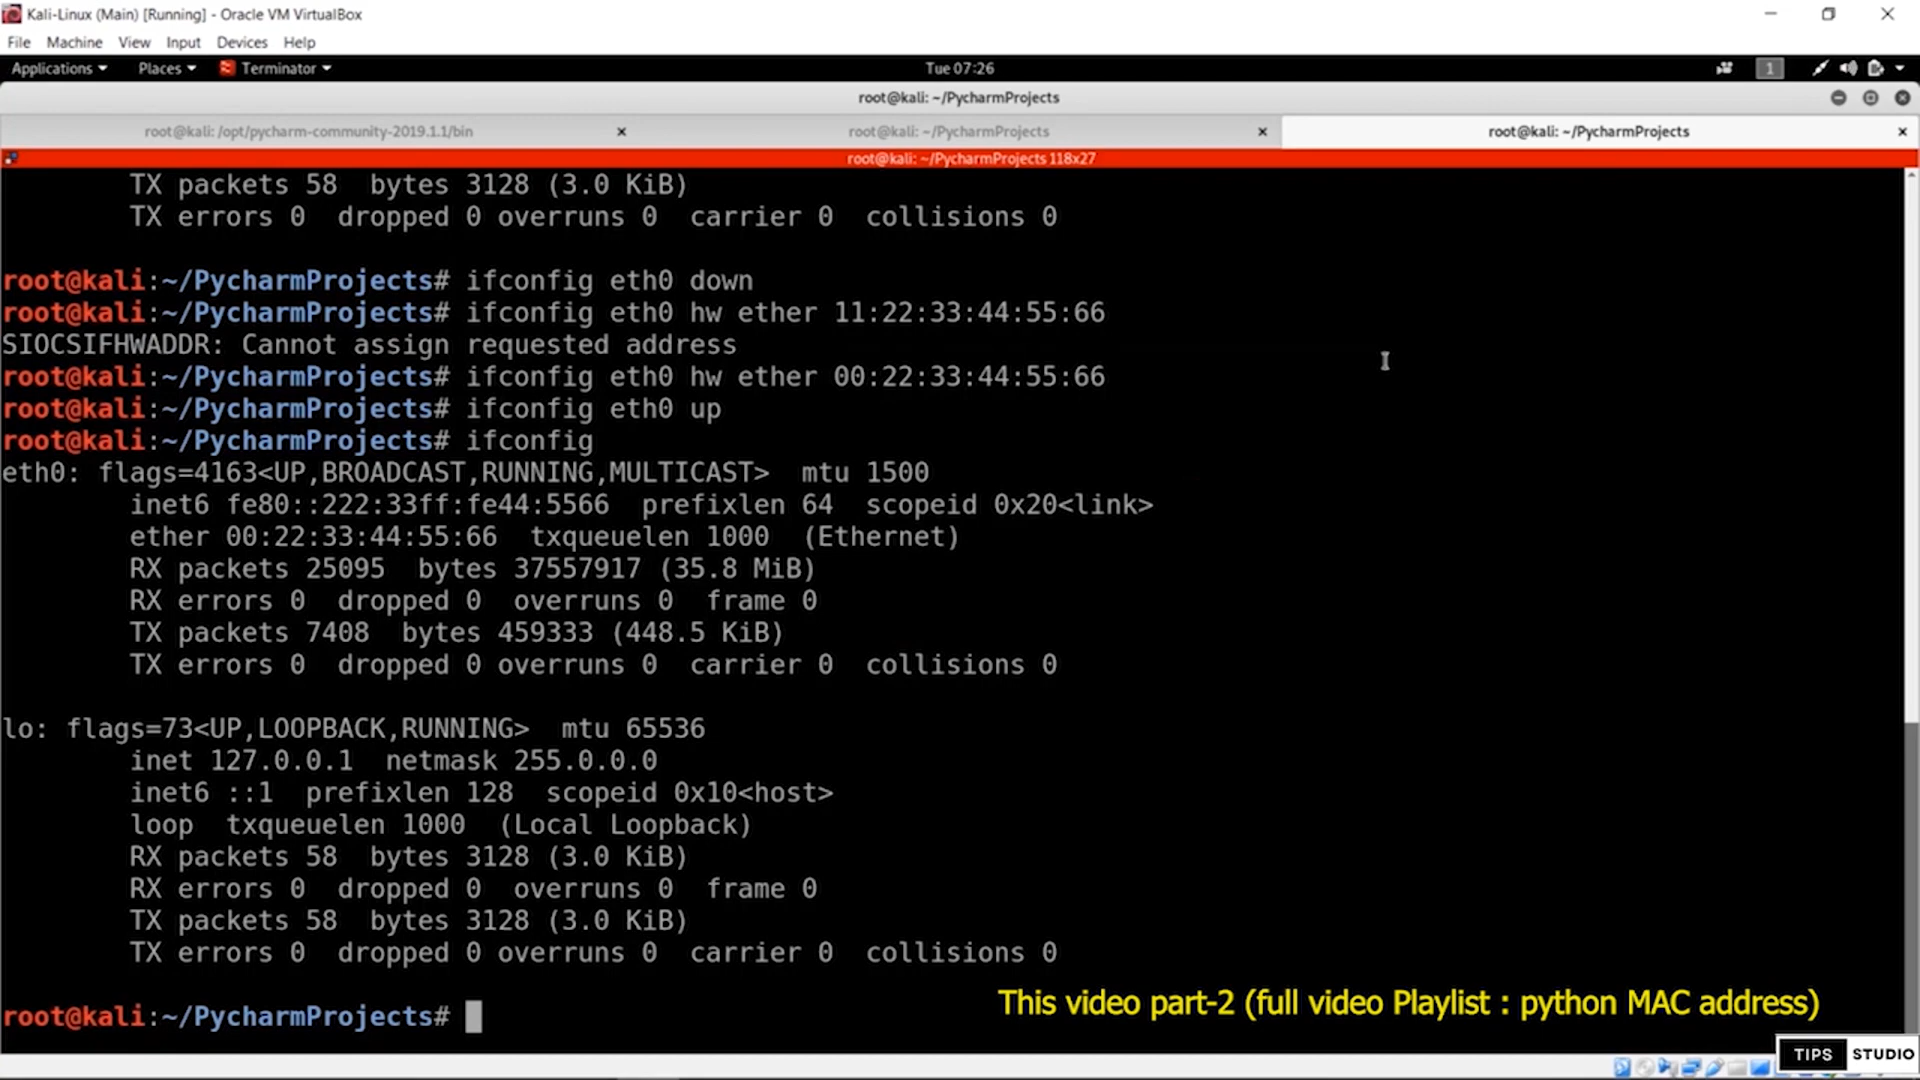 Kali-Linux (Main) [Running] - Oracle VM VirtualBox
File Machine View Input Devices Help
Applications Places Terminator Tue 07:26 1
root@kali: ~/PycharmProjects
root@kali: /opt/pycharm-community-2019.1.1/bin root@kali: ~/PycharmProjects root@kali: ~/PycharmProjects
root@kali: ~/PycharmProjects 118x27
TX packets 58 bytes 3128 (3.0 KiB)
TX errors 0 dropped 0 overruns 0 carrier 0 collisions 0
root@kali:~/PycharmProjects# ifconfig eth0 down
root@kali:~/PycharmProjects# ifconfig eth0 hw ether 11:22:33:44:55:66
SIOCSIFHWADDR: Cannot assign requested address
root@kali:~/PycharmProjects# ifconfig eth0 hw ether 00:22:33:44:55:66
root@kali:~/PycharmProjects# ifconfig eth0 up
root@kali:~/PycharmProjects# ifconfig
eth0: flags=4163<UP,BROADCAST,RUNNING,MULTICAST> mtu 1500
inet6 fe80::222:33ff:fe44:5566 prefixlen 64 scopeid 0x20<link>
ether 00:22:33:44:55:66 txqueuelen 1000 (Ethernet)
RX packets 25095 bytes 37557917 (35.8 MiB)
RX errors 0 dropped 0 overruns 0 frame 0
TX packets 7408 bytes 459333 (448.5 KiB)
TX errors 0 dropped 0 overruns 0 carrier 0 collisions 0
lo: flags=73<UP,LOOPBACK,RUNNING> mtu 65536
inet 127.0.0.1 netmask 255.0.0.0
inet6 ::1 prefixlen 128 scopeid 0x10<host>
loop txqueuelen 1000 (Local Loopback)
RX packets 58 bytes 3128 (3.0 KiB)
RX errors 0 dropped 0 overruns 0 frame 0
TX packets 58 bytes 3128 (3.0 KiB)
TX errors 0 dropped 0 overruns 0 carrier 0 collisions 0
root@kali:~/PycharmProjects#
This video part-2 (full video Playlist : python MAC address)
TIPS STUDIO